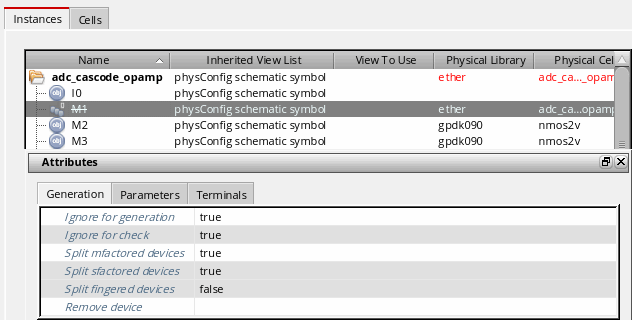 Instances Cells
Name Inherited View List View To Use Physical Library Physical Cel
adc_cascode_opamp physConfig schematic symbol ether adc_ca..._opamp
obj I0 physConfig schematic symbol
M1 physConfig schematic symbol ether adc_ca...opamp
obj M2 physConfig schematic symbol gpdk090 nmos2v
obj M3 physConfig schematic symbol gpdk090 nmos2v
Attributes
Generation Parameters Terminals
Ignore for generation true
Ignore for check true
Split mfactored devices true
Split sfactored devices true
Split fingered devices false
Remove device